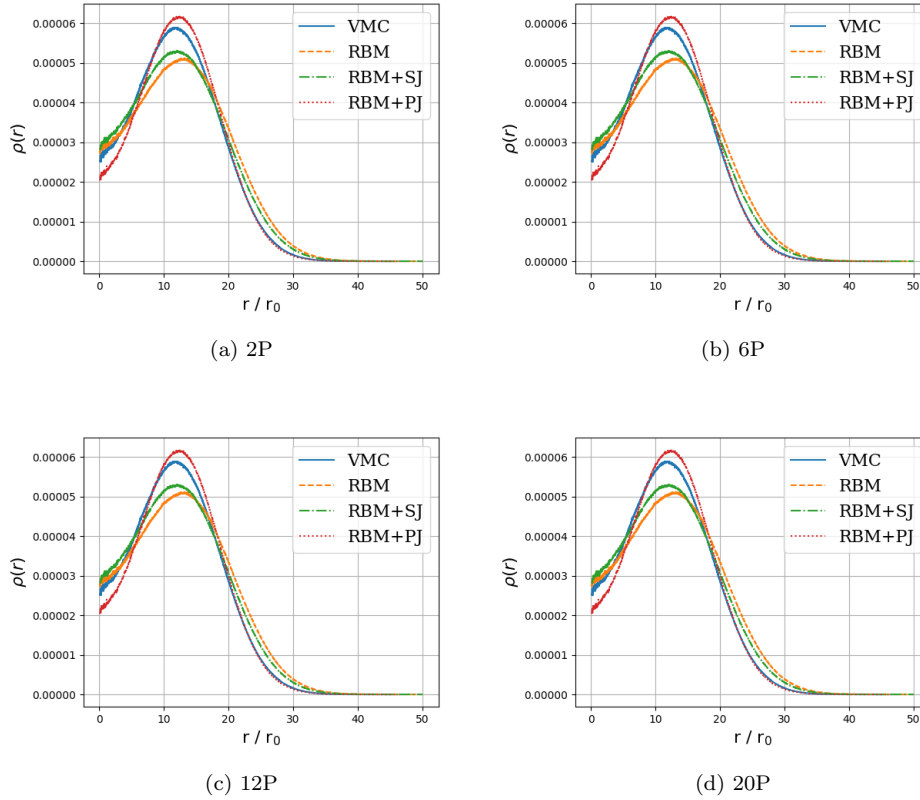 0.00006
0.00005
0.00004
0.00003
0.00002
0.00001
0.00000
ρ(r)
0 10 20 30 40 50
r / r₀
VMC
RBM
RBM+SJ
RBM+PJ
(a) 2P
0.00006
0.00005
0.00004
0.00003
0.00002
0.00001
0.00000
ρ(r)
0 10 20 30 40 50
r / r₀
VMC
RBM
RBM+SJ
RBM+PJ
(b) 6P
0.00006
0.00005
0.00004
0.00003
0.00002
0.00001
0.00000
ρ(r)
0 10 20 30 40 50
r / r₀
VMC
RBM
RBM+SJ
RBM+PJ
(c) 12P
0.00006
0.00005
0.00004
0.00003
0.00002
0.00001
0.00000
ρ(r)
0 10 20 30 40 50
r / r₀
VMC
RBM
RBM+SJ
RBM+PJ
(d) 20P